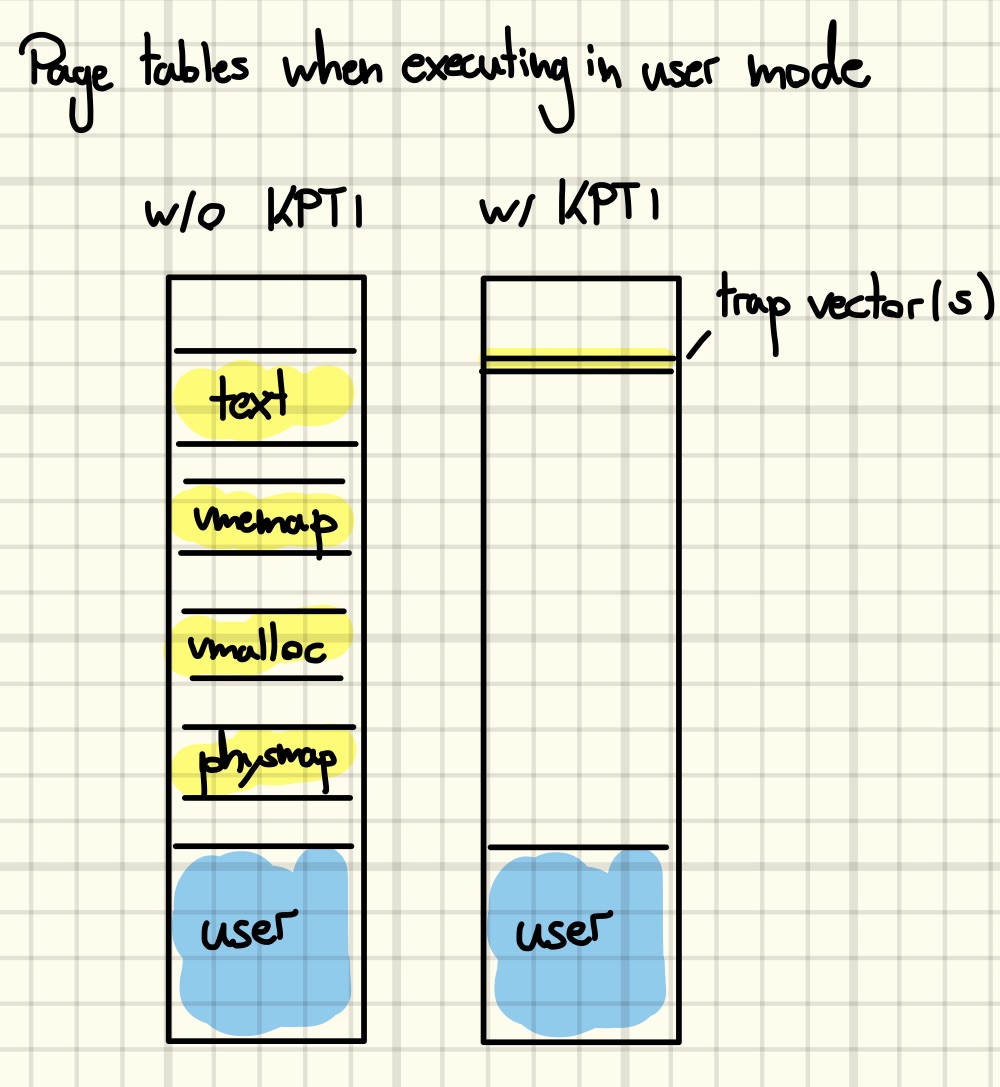 Page tables when executing in user mode
w/o KPTI
w/ KPTI
trap vector(s)
text
vmemap
vmalloc
physmap
user
user